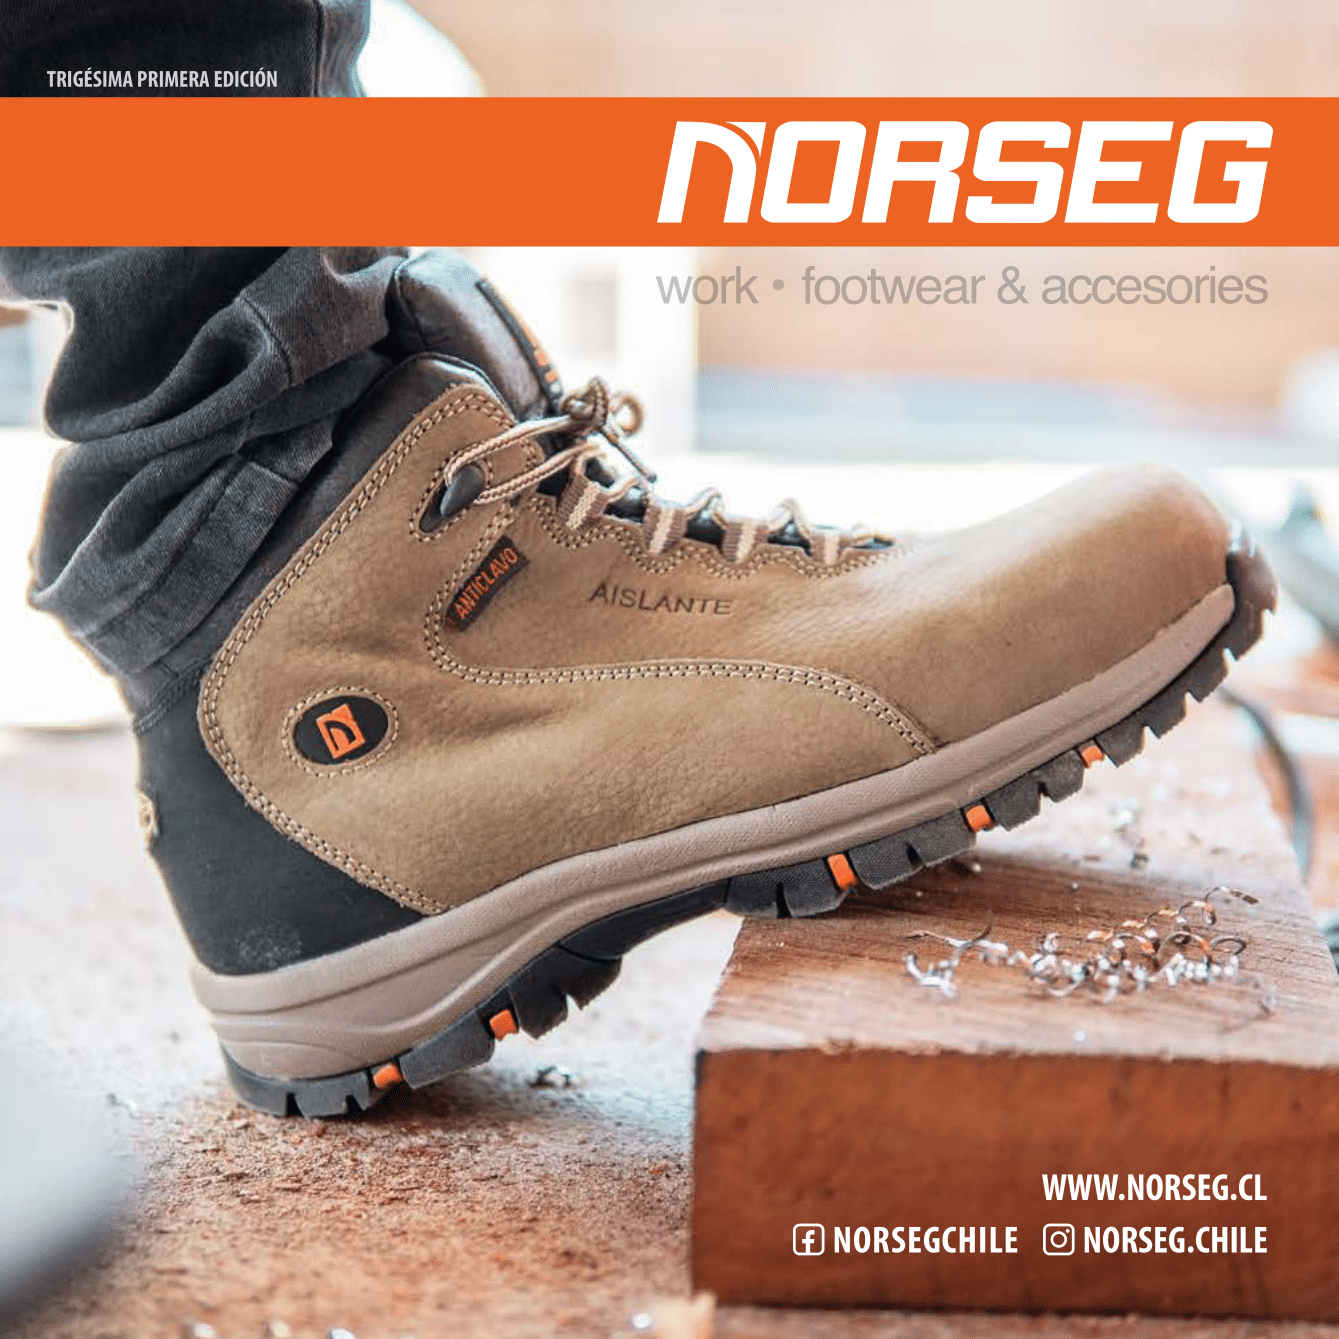 TRIGÉSIMA PRIMERA EDICIÓN
NORSEG
work • footwear & accesories
ANTICLAVO
AISLANTE
WWW.NORSEG.CL
NORSEGCHILE NORSEG.CHILE